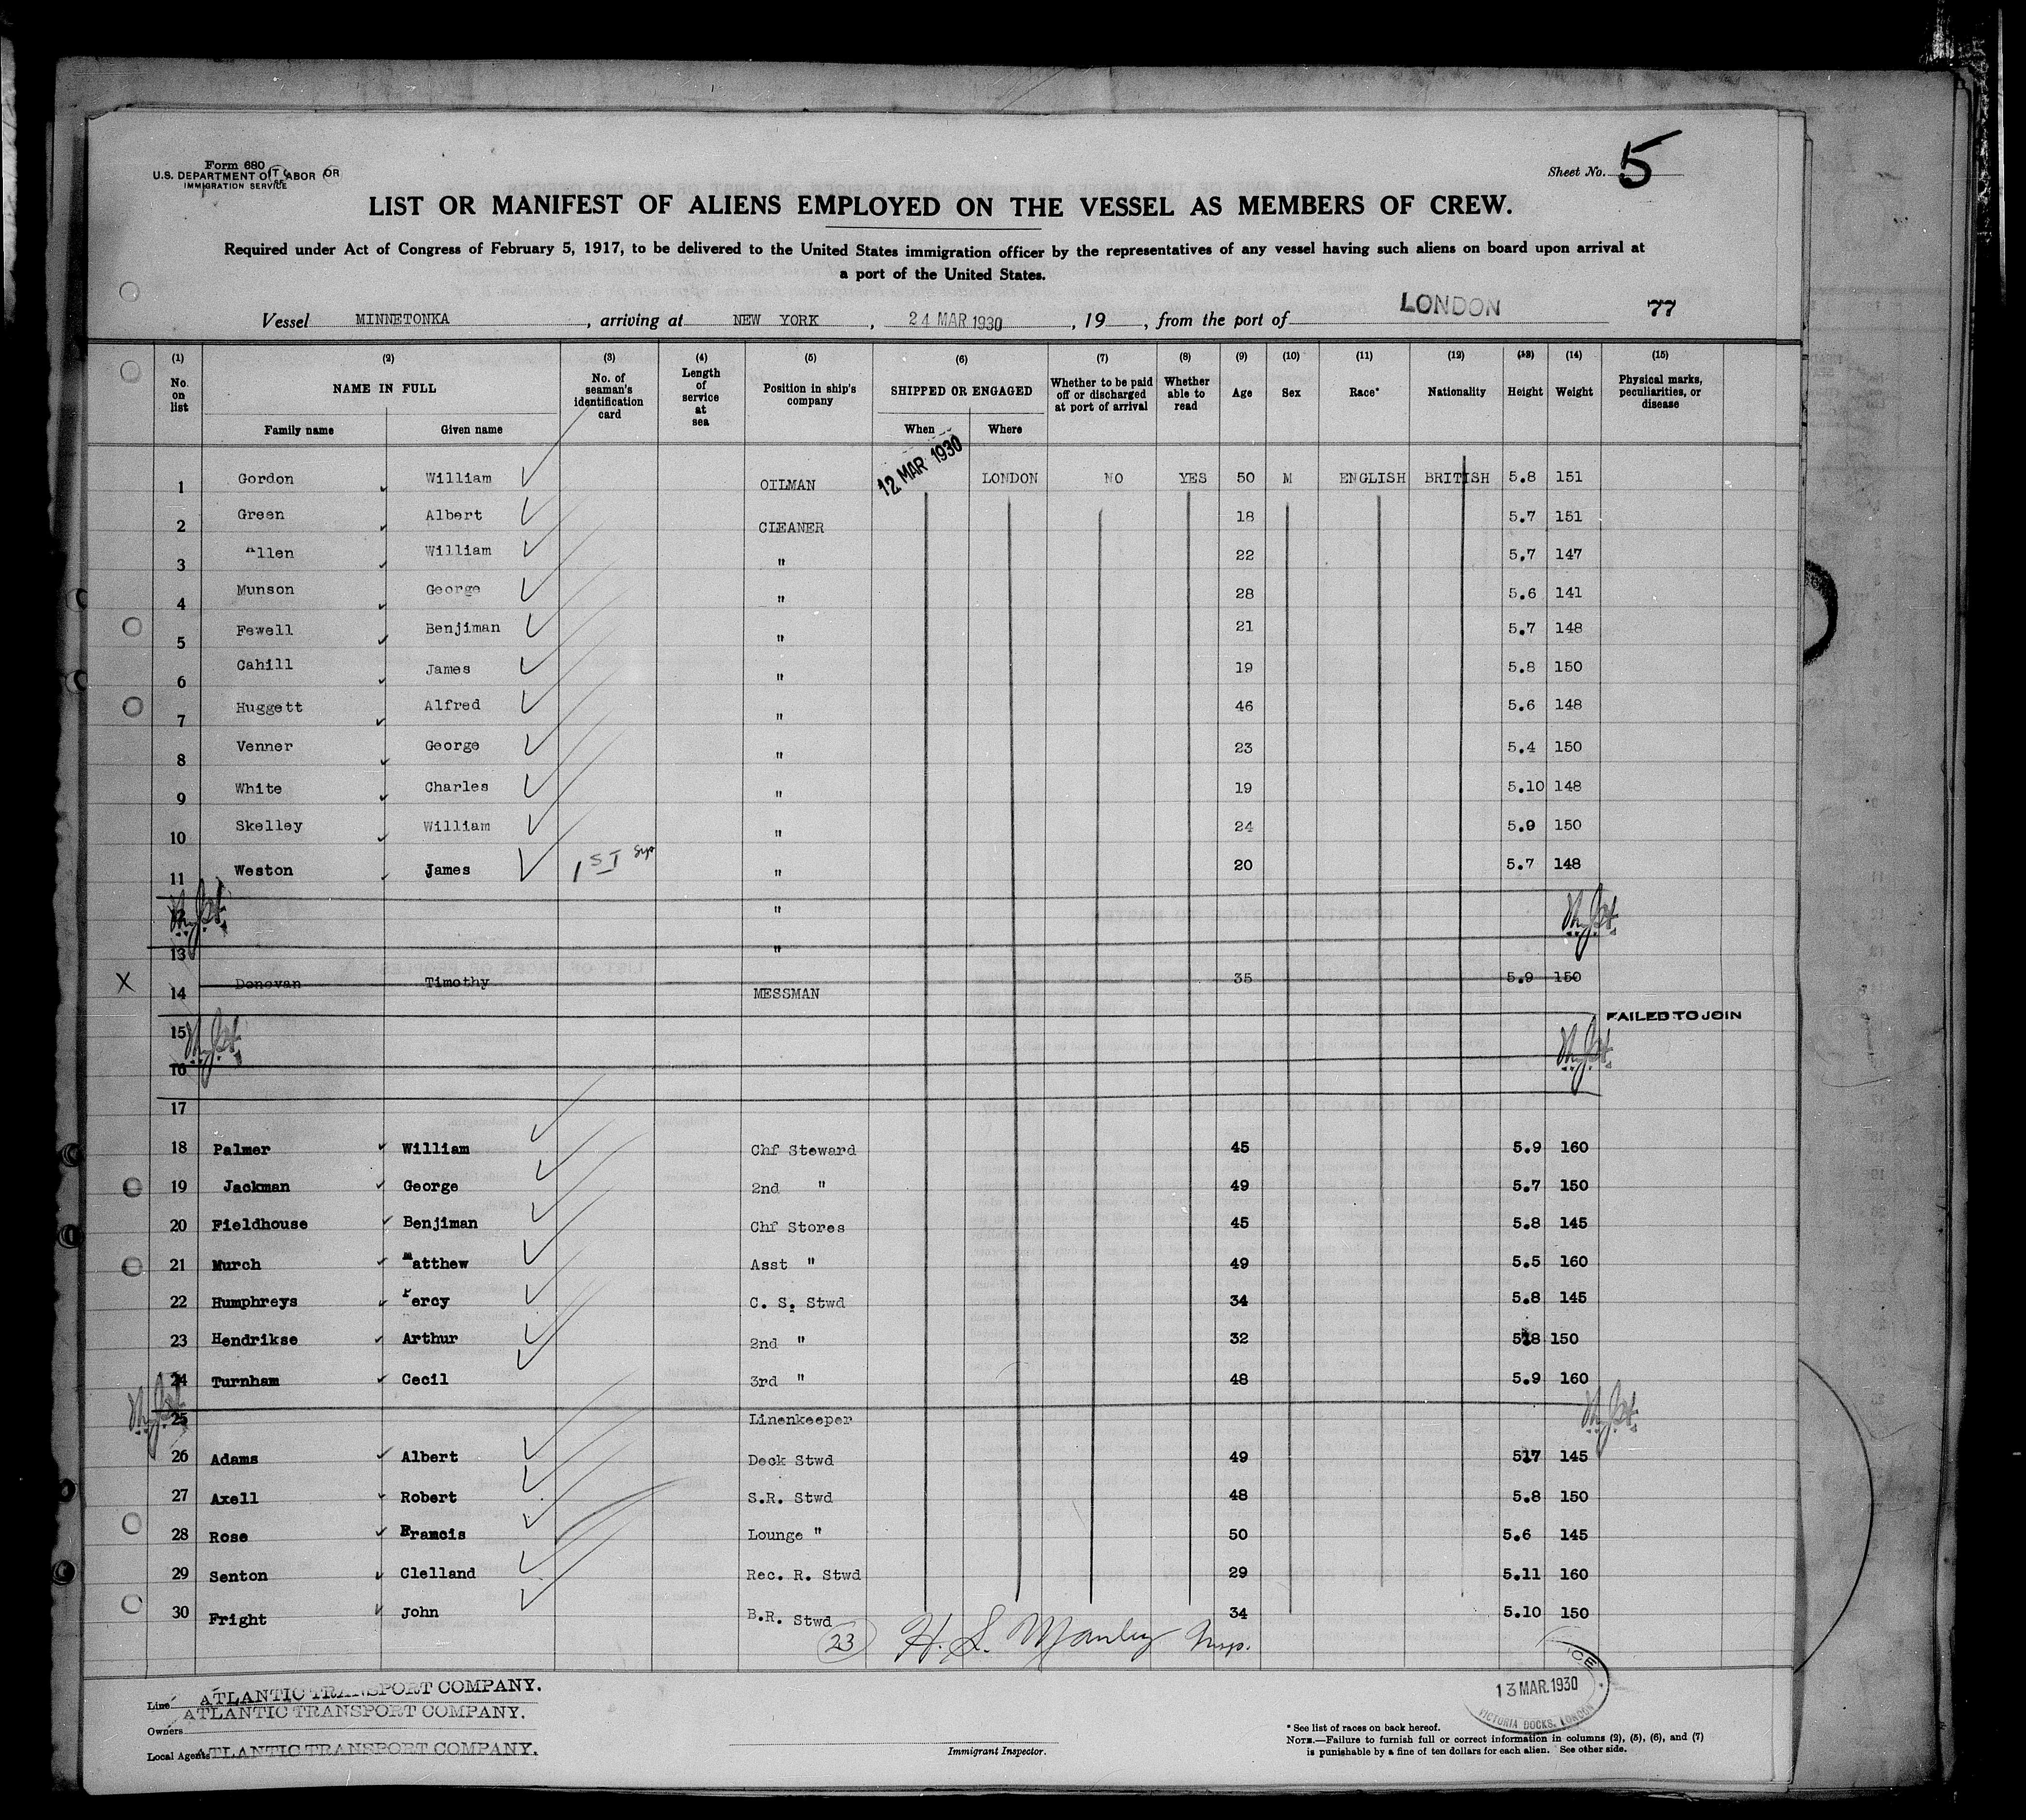 Form 680
U.S. DEPARTMENT OF LABOR
IMMIGRATION SERVICE
Sheet No. 5
LIST OR MANIFEST OF ALIENS EMPLOYED ON THE VESSEL AS MEMBERS OF CREW.
Required under Act of Congress of February 5, 1917, to be delivered to the United States immigration officer by the representatives of any vessel having such aliens on board upon arrival at
a port of the United States.
Vessel MINNETONKA , arriving at NEW YORK , 24 MAR 1930 , 19 , from the port of LONDON 77
(1) (2) (3) (4) (5) (6) (7) (8) (9) (10) (11) (12) (13) (14) (15)
No. on list NAME IN FULL Family name Given name No. of seaman's identification card Length of service at sea Position in ship's company SHIPPED OR ENGAGED When Where Whether to be paid off or discharged at port of arrival Whether able to read Age Sex Race* Nationality Height Weight Physical marks, peculiarities, or disease
1 Gordon William OILMAN 12 MAR 1930 LONDON NO YES 50 M ENGLISH BRITISH 5.8 151
2 Green Albert CLEANER 18 5.7 151
3 Allen William " 22 5.7 147
4 Munson George " 28 5.6 141
5 Fewell Benjiman " 21 5.7 148
6 Cahill James " 19 5.8 150
7 Huggett Alfred " 46 5.6 148
8 Venner George " 23 5.4 150
9 White Charles " 19 5.10 148
10 Skelley William " 24 5.9 150
11 Weston James 1ST " 20 5.7 148
12 "
13 "
X 14 Donovan Timothy MESSMAN 35 5.9 150
15 FAILED TO JOIN
16
17
18 Palmer William Chf Steward 45 5.9 160
19 Jackman George 2nd " 49 5.7 150
20 Fieldhouse Benjiman Chf Stores 45 5.8 145
21 Murch Matthew Asst " 49 5.5 160
22 Humphreys Percy C. S. Stwd 34 5.8 145
23 Hendrikse Arthur 2nd " 32 5.8 150
24 Turnham Cecil 3rd " 48 5.9 160
25 Linenkeeper
26 Adams Albert Deck Stwd 49 5.7 145
27 Axell Robert S.R. Stwd 48 5.8 150
28 Rose Francis Lounge " 50 5.6 145
29 Senton Clelland Rec. R. Stwd 29 5.11 160
30 Fright John B.R. Stwd 34 5.10 150
23 H. S. Manley Insp.
Line ATLANTIC TRANSPORT COMPANY.
Owners ATLANTIC TRANSPORT COMPANY.
Local Agents ATLANTIC TRANSPORT COMPANY.
Immigrant Inspector.
13 MAR. 1930
VICTORIA DOCKS, LONDON
* See list of races on back hereof.
NOTE.—Failure to furnish full or correct information in columns (2), (5), (6), and (7)
is punishable by a fine of ten dollars for each alien. See other side.